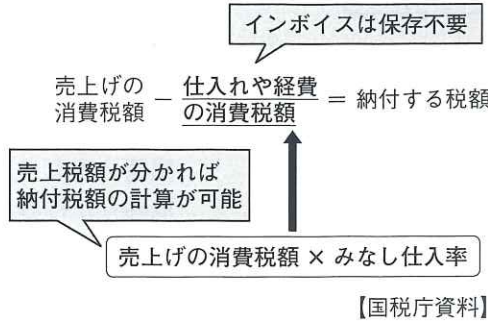 インボイスは保存不要
売上げの
消費税額
－
仕入れや経費
の消費税額
＝ 納付する税額
売上税額が分かれば
納付税額の計算が可能
売上げの消費税額 × みなし仕入率
【国税庁資料】